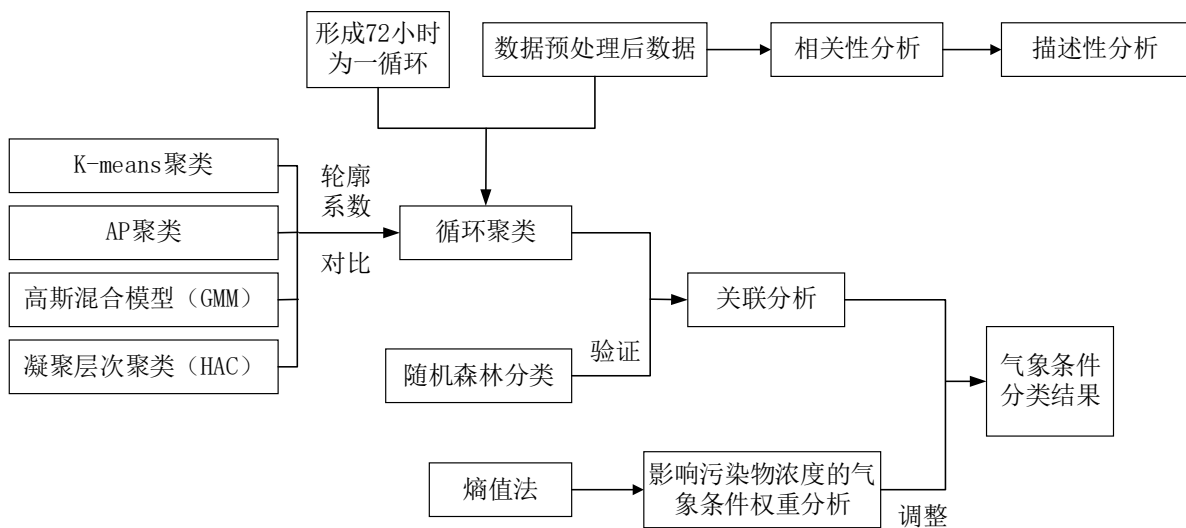 形成72小时
为一循环
数据预处理后数据
相关性分析
描述性分析
K-means聚类
AP聚类
高斯混合模型（GMM）
凝聚层次聚类（HAC）
轮廓
系数
对比
循环聚类
随机森林分类
验证
关联分析
气象条件
分类结果
熵值法
影响污染物浓度的气
象条件权重分析
调整